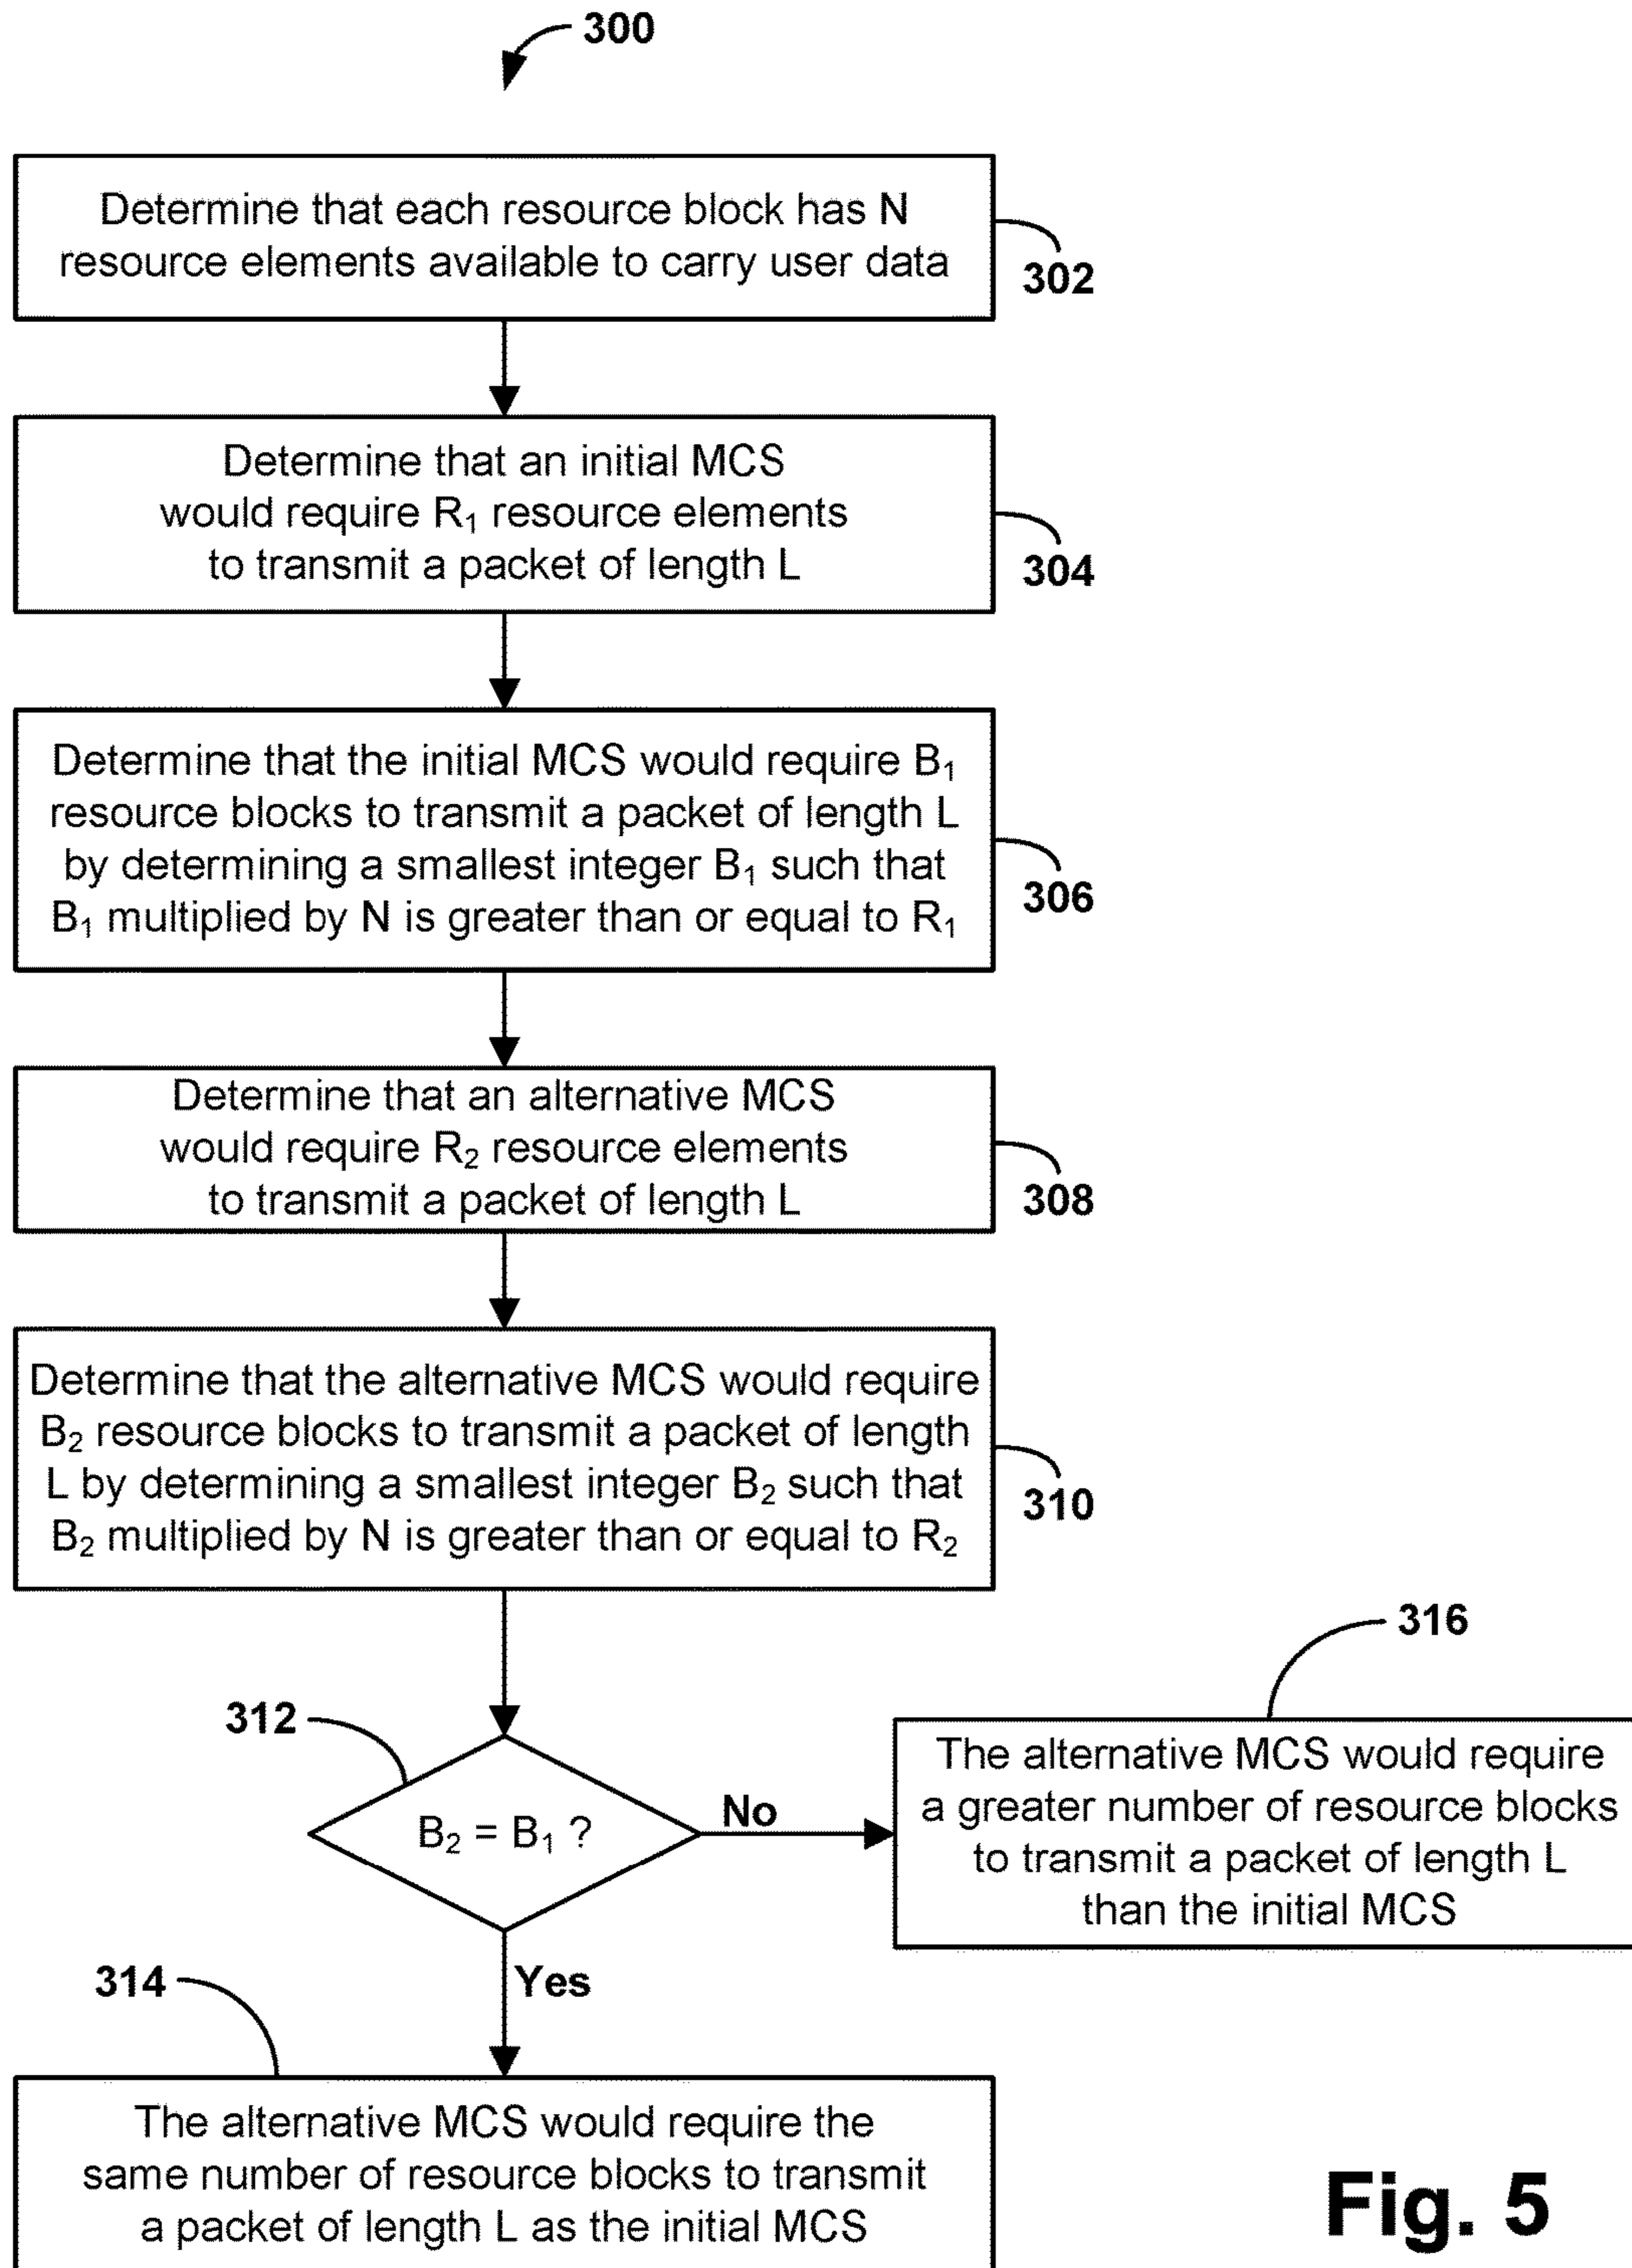 300
Determine that each resource block has N
resource elements available to carry user data
302
Determine that an initial MCS
would require R₁ resource elements
to transmit a packet of length L
304
Determine that the initial MCS would require B₁
resource blocks to transmit a packet of length L
by determining a smallest integer B₁ such that
B₁ multiplied by N is greater than or equal to R₁
306
Determine that an alternative MCS
would require R₂ resource elements
to transmit a packet of length L
308
Determine that the alternative MCS would require
B₂ resource blocks to transmit a packet of length
L by determining a smallest integer B₂ such that
B₂ multiplied by N is greater than or equal to R₂
310
312
B₂ = B₁ ?
No
316
The alternative MCS would require
a greater number of resource blocks
to transmit a packet of length L
than the initial MCS
Yes
314
The alternative MCS would require the
same number of resource blocks to transmit
a packet of length L as the initial MCS
Fig. 5